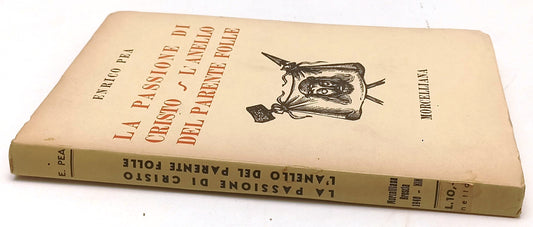 ENRICO PEA
LA PASSIONE DI
CRISTO ~ L'ANELLO
DEL PARENTE FOLLE
MORCELLIANA
E. PEA
LA PASSIONE DI CRISTO
L'ANELLO DEL PARENTE FOLLE
Morcelliana
Brescia
L.10,-
netto